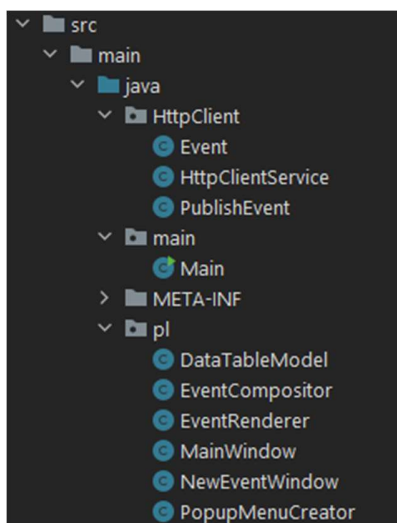 src
main
java
HttpClient
Event
HttpClientService
PublishEvent
main
Main
META-INF
pl
DataTableModel
EventCompositor
EventRenderer
MainWindow
NewEventWindow
PopupMenuCreator